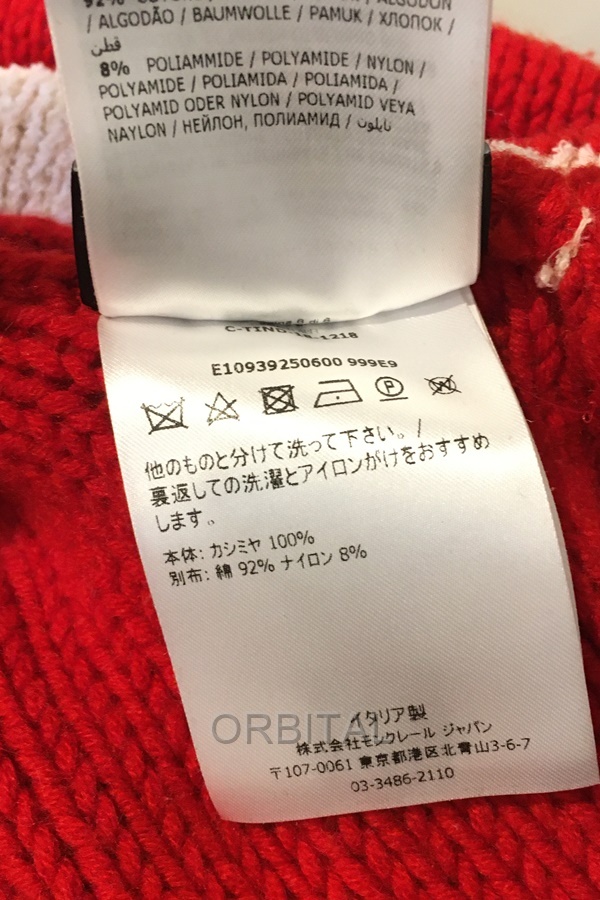 / ALGODÃO / BAUMWOLLE / PAMUK / ХЛОПОК /
قطن
8% POLIAMMIDE / POLYAMIDE / NYLON /
POLYAMIDE / POLIAMIDA / POLIAMIDA /
POLYAMID ODER NYLON / POLYAMID VEYA
NAYLON / НЕЙЛОН, ПОЛИАМИД / نايلون
E10939250600 999E9
P W
他のものと分けて洗って下さい。/
裏返しての洗濯とアイロンがけをおすすめ
します。
本体: カシミヤ 100%
別布: 綿 92% ナイロン 8%
イタリア製
ORBITAL
株式会社モンクレール ジャパン
〒107-0061 東京都港区北青山3-6-7
03-3486-2110